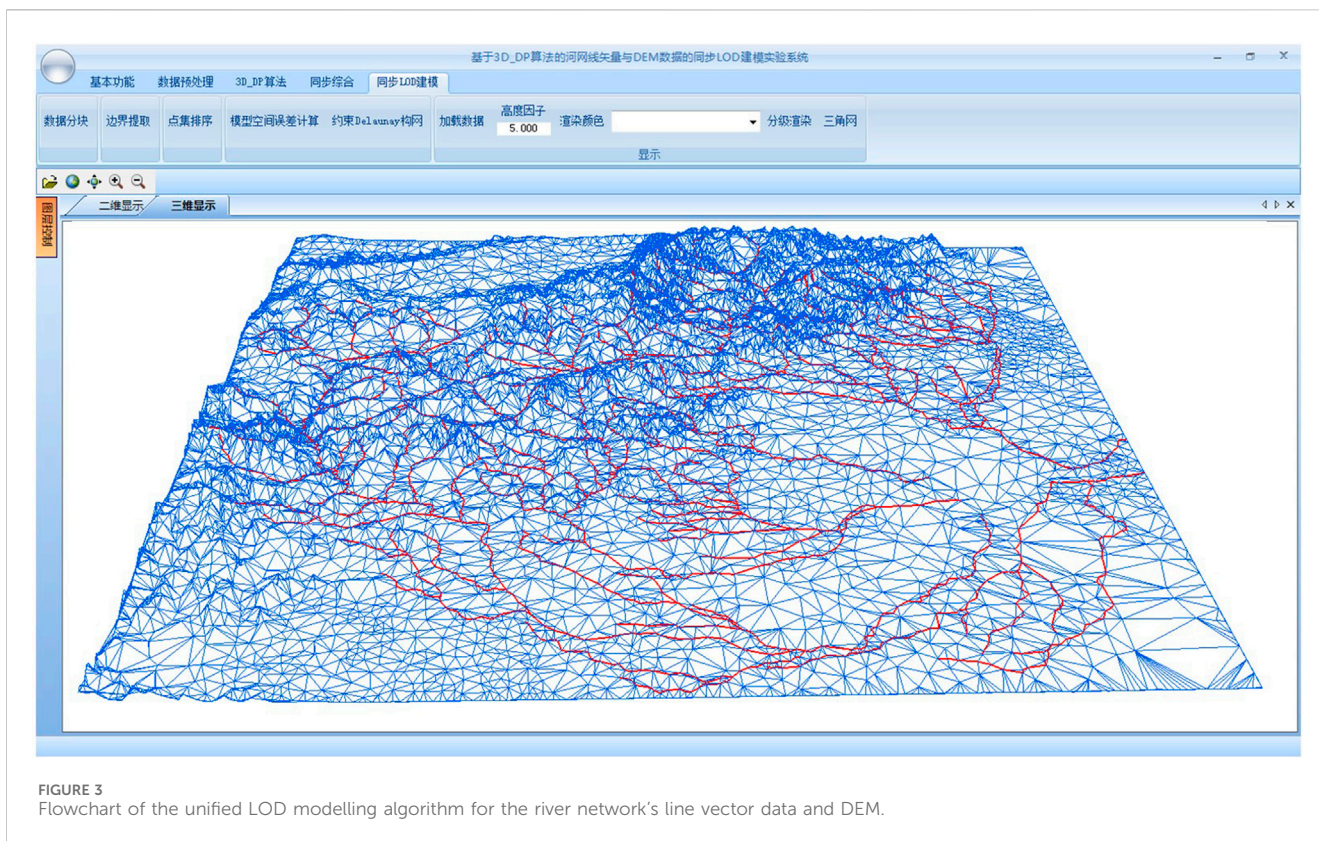 基于3D_DP算法的河网线矢量与DEM数据的同步LOD建模实验系统
基本功能 数据预处理 3D_DP算法 同步综合 同步LOD建模
数据分块 边界提取 点集排序 模型空间误差计算 约束Delaunay构网 加载数据 高度因子 渲染颜色 分级渲染 三角网
5.000
显示
二维显示 三维显示
图层控制
FIGURE 3
Flowchart of the unified LOD modelling algorithm for the river network's line vector data and DEM.